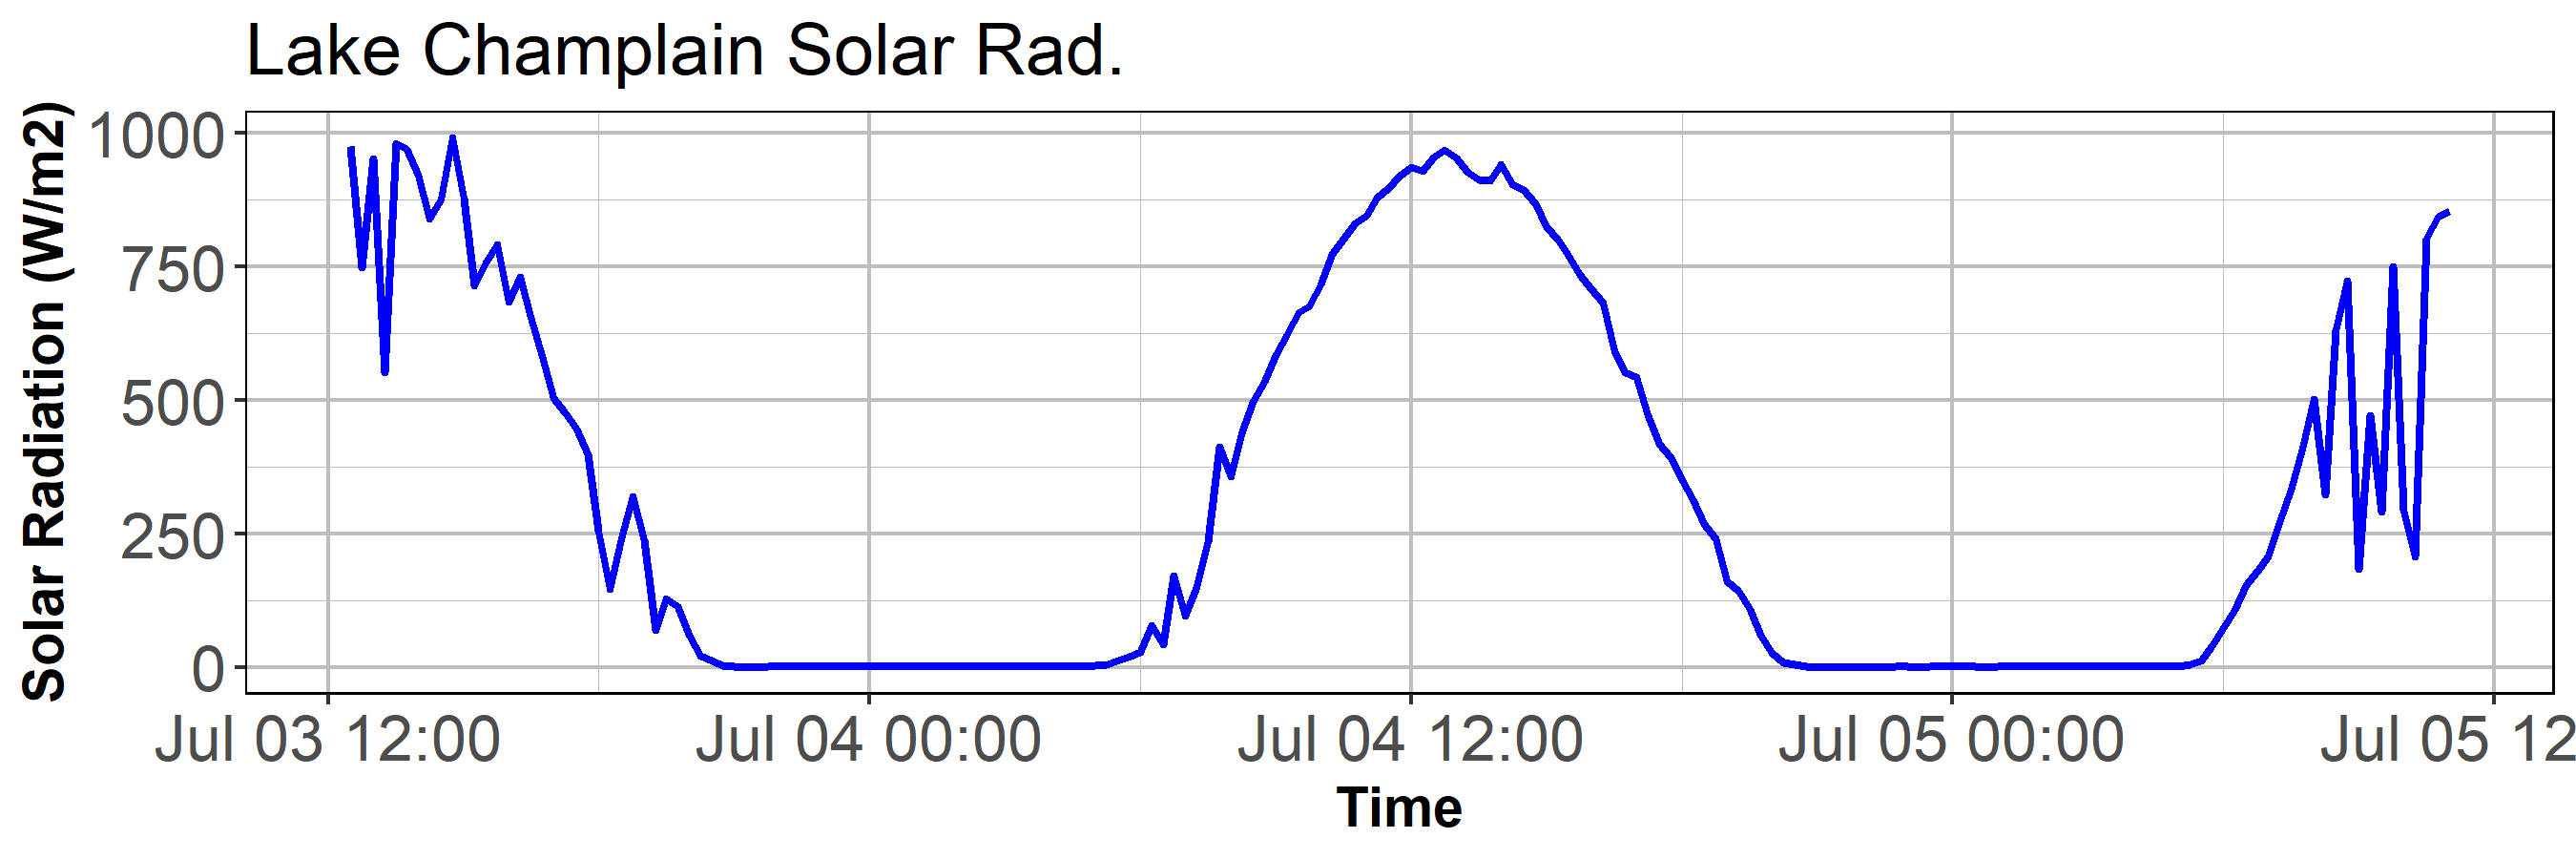 Lake Champlain Solar Rad.
Solar Radiation (W/m2)
1000
750
500
250
0
Jul 03 12:00 Jul 04 00:00 Jul 04 12:00 Jul 05 00:00 Jul 05 12
Time